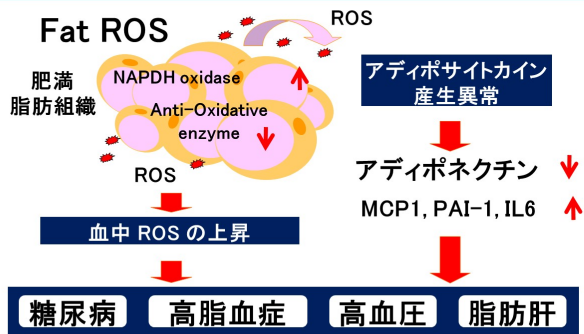 Fat ROS
ROS
肥満
脂肪組織
NAPDH oxidase
Anti-Oxidative
enzyme
ROS
血中 ROS の上昇
アディポサイトカイン
産生異常
アディポネクチン
MCP1, PAI-1, IL6
糖尿病 高脂血症 高血圧 脂肪肝